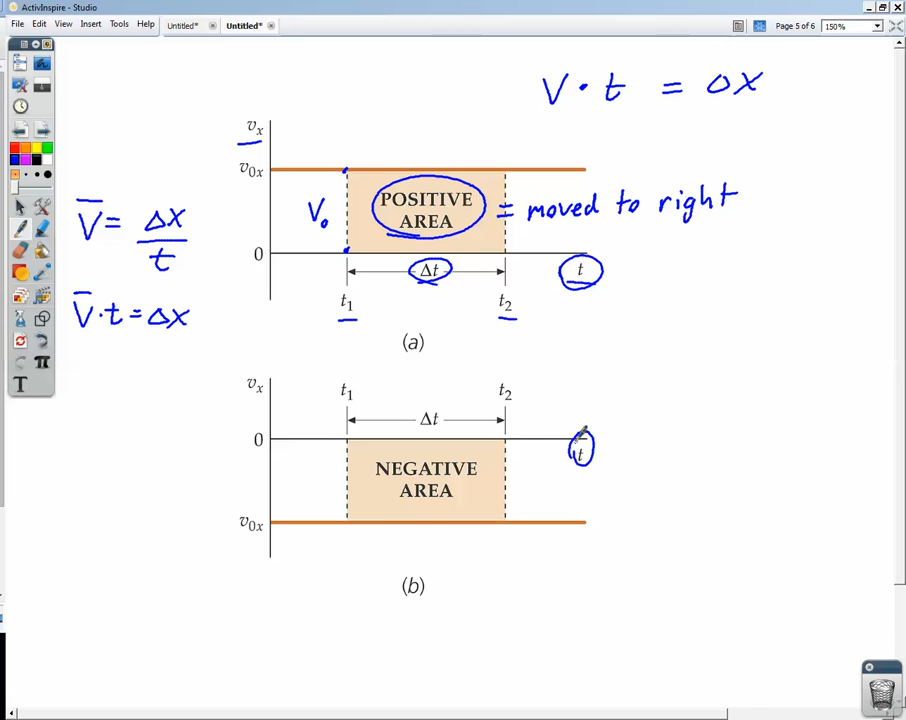 ActivInspire - Studio
File Edit View Insert Tools Help
Untitled* Untitled*
Page 5 of 6 150%
V · t = ΔX
vₓ
v₀ₓ
POSITIVE
AREA
V₀
= moved to right
V̅ = ΔX
t
0
Δt
t
t₁ t₂
V̅ · t = ΔX
(a)
vₓ
t₁ t₂
Δt
0
t
NEGATIVE
AREA
v₀ₓ
(b)
π
T